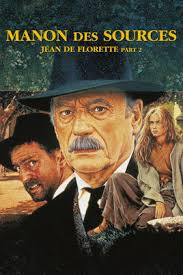 MANON DES SOURCES
JEAN DE FLORETTE PART 2